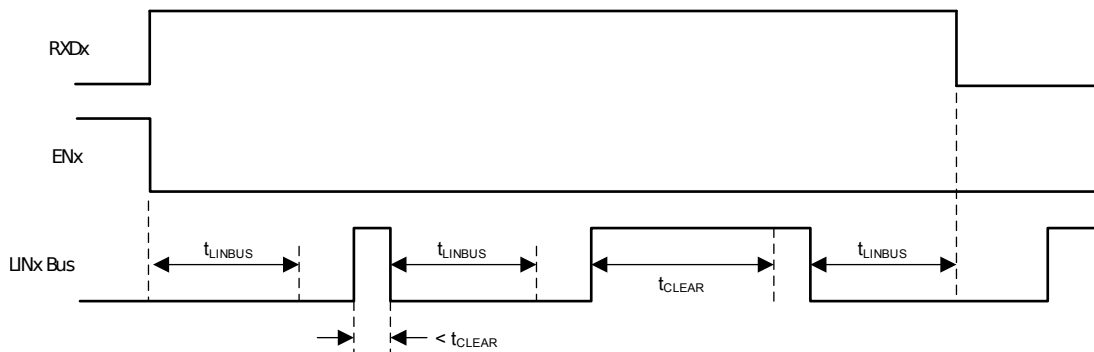 RXDx
ENx
LINx Bus
tLINBUS
tLINBUS
tCLEAR
tLINBUS
< tCLEAR